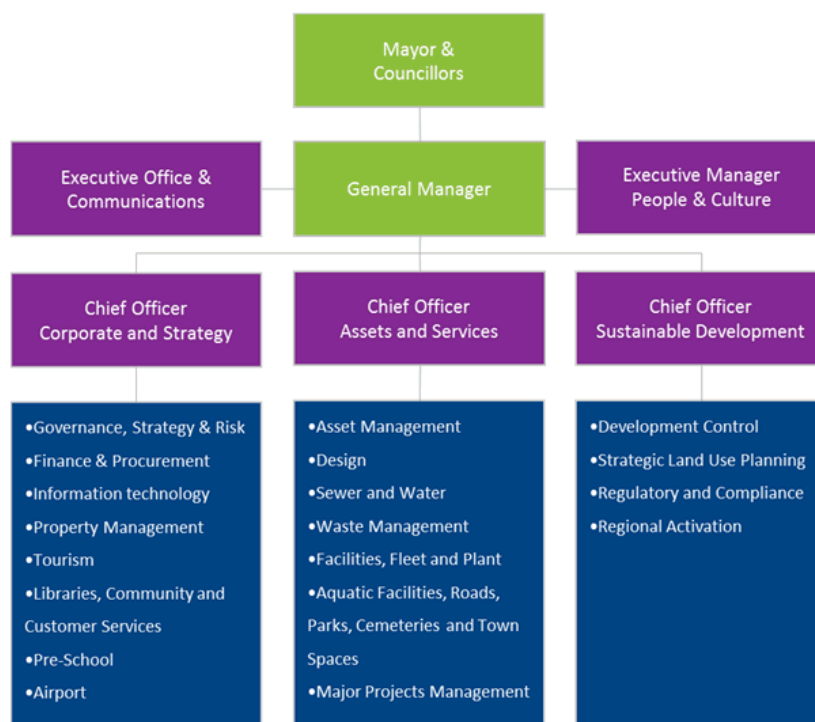 Mayor &
Councillors
Executive Office &
Communications
General Manager
Executive Manager
People & Culture
Chief Officer
Corporate and Strategy
Chief Officer
Assets and Services
Chief Officer
Sustainable Development
•Governance, Strategy & Risk
•Finance & Procurement
•Information technology
•Property Management
•Tourism
•Libraries, Community and
Customer Services
•Pre-School
•Airport
•Asset Management
•Design
•Sewer and Water
•Waste Management
•Facilities, Fleet and Plant
•Aquatic Facilities, Roads,
Parks, Cemeteries and Town
Spaces
•Major Projects Management
•Development Control
•Strategic Land Use Planning
•Regulatory and Compliance
•Regional Activation